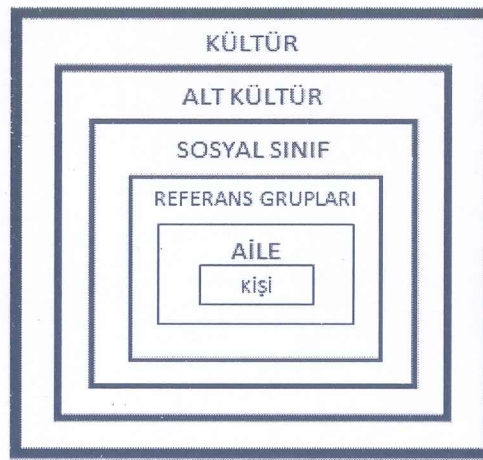 KÜLTÜR
ALT KÜLTÜR
SOSYAL SINIF
REFERANS GRUPLARI
AİLE
KİŞİ